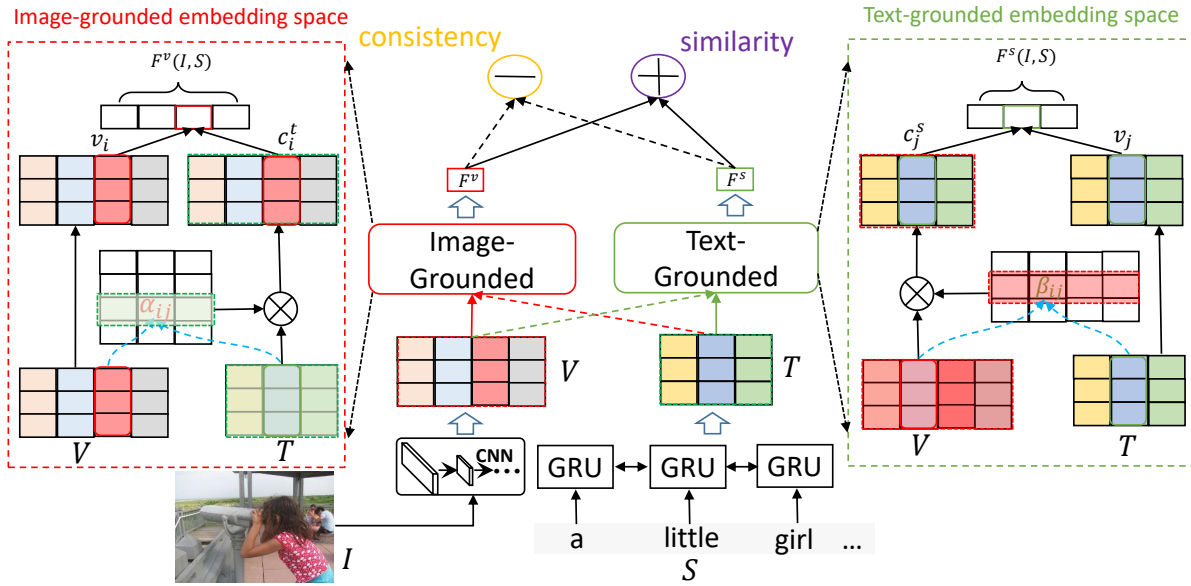 Image-grounded embedding space
F^v(I,S)
v_i
c_i^t
α_ij
V
T
consistency
similarity
F^v
F^s
Image-
Grounded
Text-
Grounded
V
T
CNN
GRU
GRU
GRU
a
little
girl
...
I
S
Text-grounded embedding space
F^s(I,S)
c_j^s
v_j
β_ij
V
T